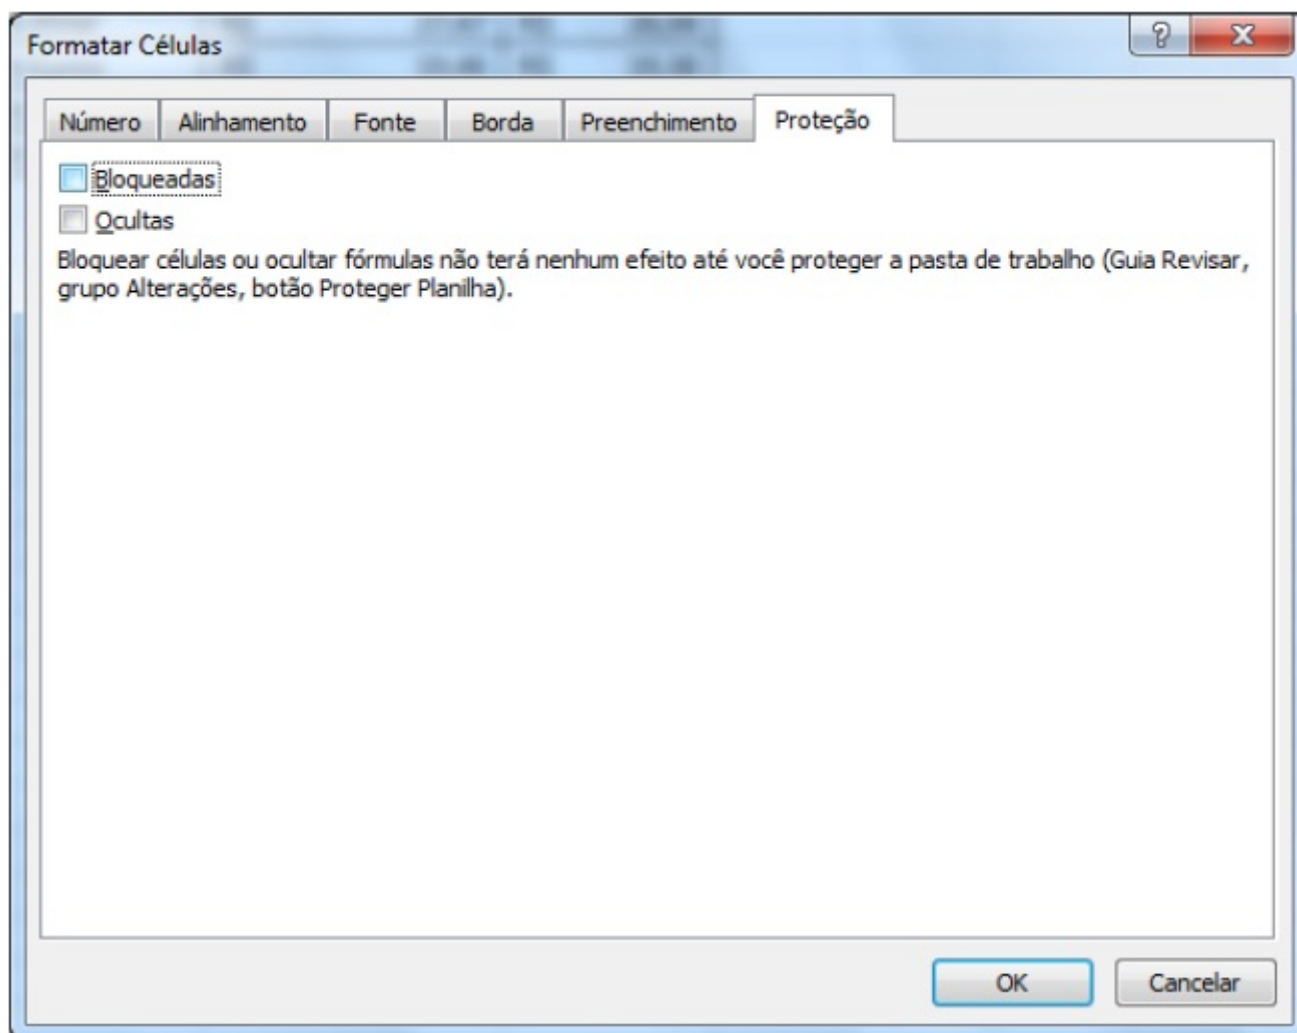 Formatar Células
Número Alinhamento Fonte Borda Preenchimento Proteção
Bloqueadas
Ocultas
Bloquear células ou ocultar fórmulas não terá nenhum efeito até você proteger a pasta de trabalho (Guia Revisar,
grupo Alterações, botão Proteger Planilha).
OK Cancelar